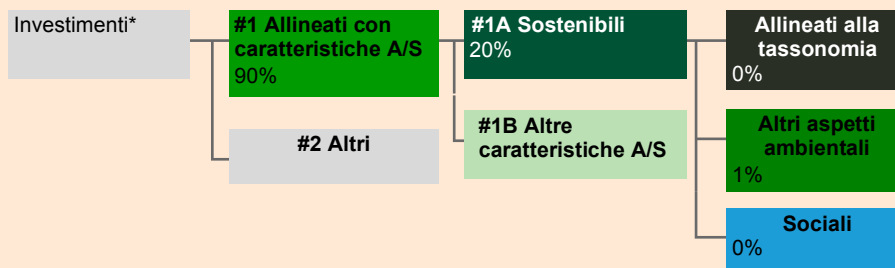 Investimenti*
#1 Allineati con
caratteristiche A/S
90%
#2 Altri
#1A Sostenibili
20%
#1B Altre
caratteristiche A/S
Allineati alla
tassonomia
0%
Altri aspetti
ambientali
1%
Sociali
0%